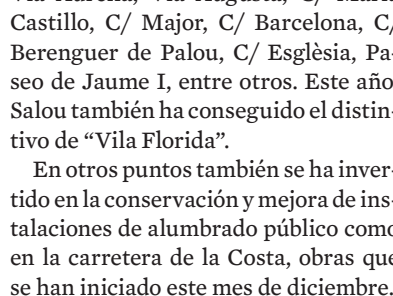 Castillo, C/ Major, C/ Barcelona, C/
Berenguer de Palou, C/ Esglèsia, Pa-
seo de Jaume I, entre otros. Este año
Salou también ha conseguido el distin-
tivo de “Vila Florida”.
En otros puntos también se ha inver-
tido en la conservación y mejora de ins-
talaciones de alumbrado público como
en la carretera de la Costa, obras que
se han iniciado este mes de diciembre.